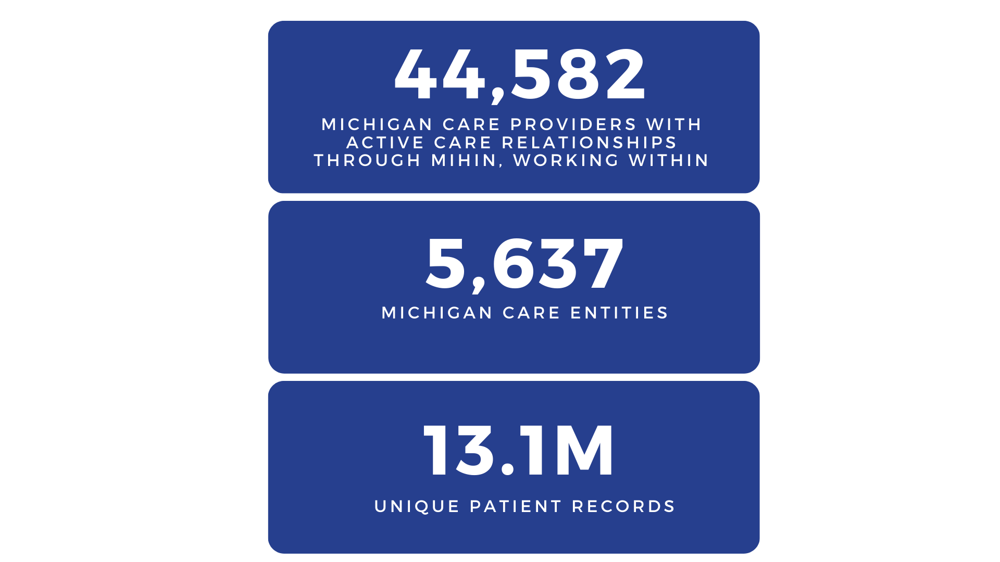 44,582
MICHIGAN CARE PROVIDERS WITH
ACTIVE CARE RELATIONSHIPS
THROUGH MIHIN, WORKING WITHIN
5,637
MICHIGAN CARE ENTITIES
13.1M
UNIQUE PATIENT RECORDS